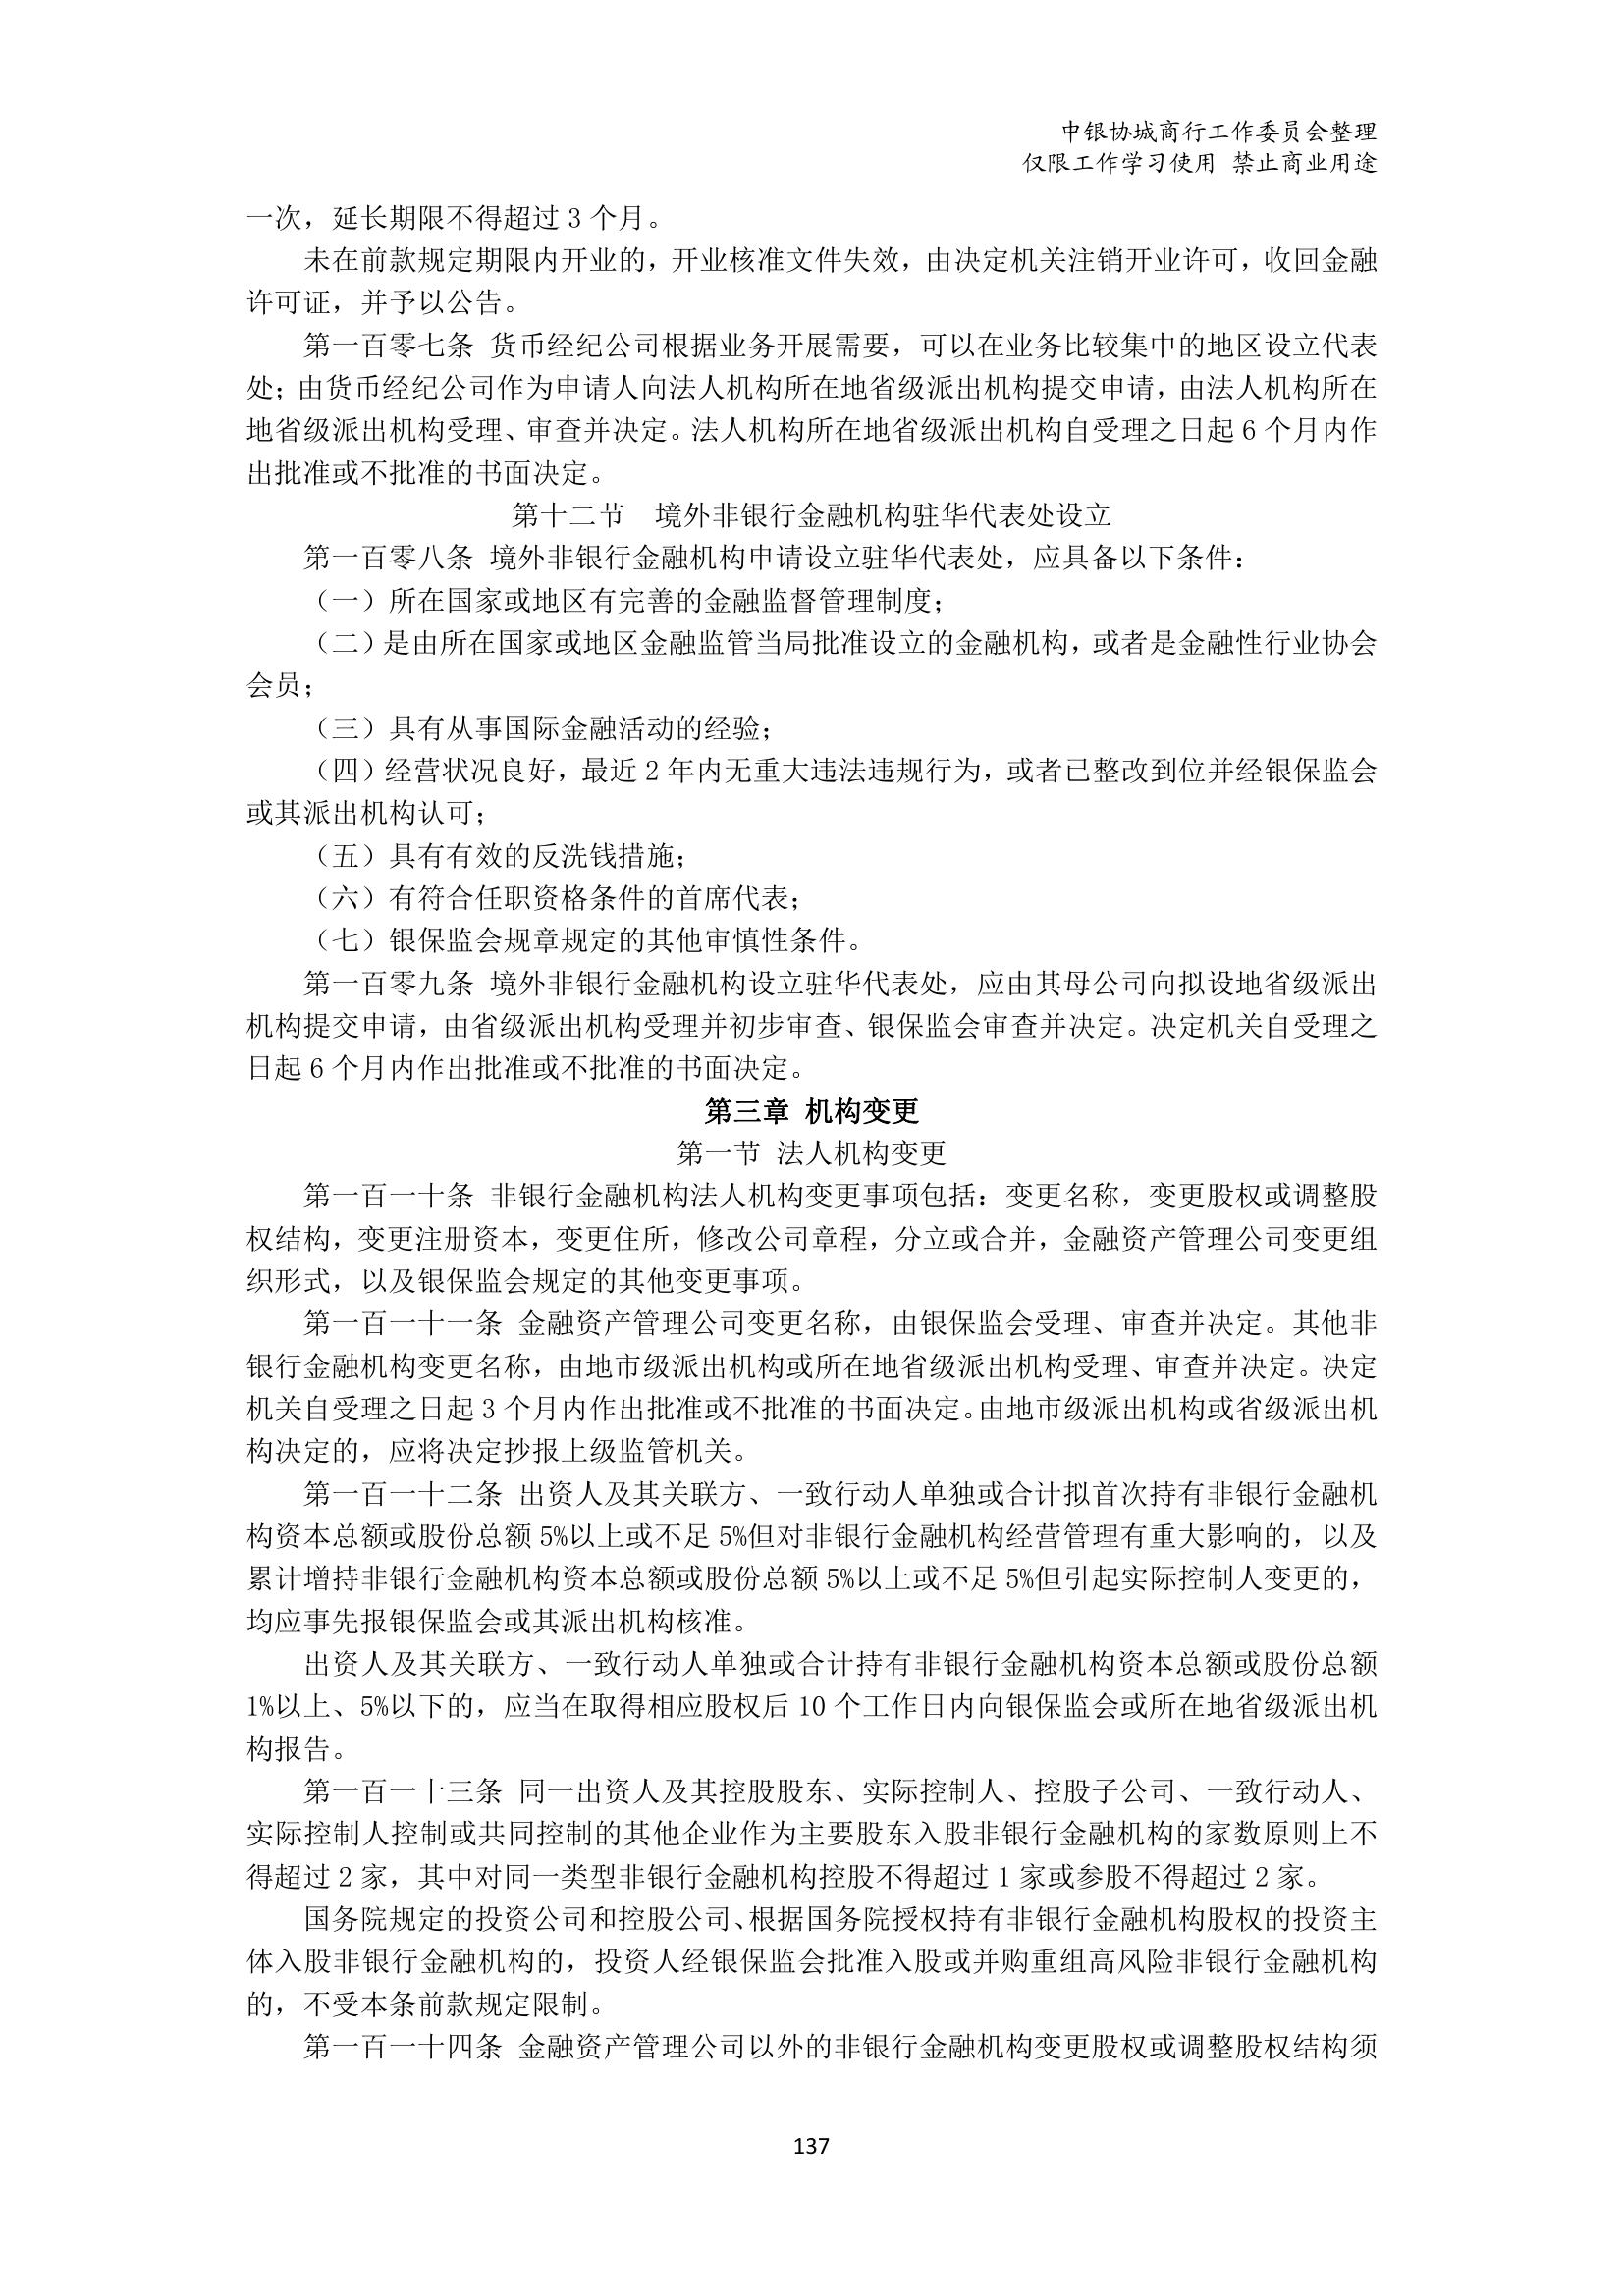 中银协城商行工作委员会整理
仅限工作学习使用 禁止商业用途
一次，延长期限不得超过 3 个月。
未在前款规定期限内开业的，开业核准文件失效，由决定机关注销开业许可，收回金融
许可证，并予以公告。
第一百零七条 货币经纪公司根据业务开展需要，可以在业务比较集中的地区设立代表
处；由货币经纪公司作为申请人向法人机构所在地省级派出机构提交申请，由法人机构所在
地省级派出机构受理、审查并决定。法人机构所在地省级派出机构自受理之日起 6 个月内作
出批准或不批准的书面决定。
第十二节　境外非银行金融机构驻华代表处设立
第一百零八条 境外非银行金融机构申请设立驻华代表处，应具备以下条件：
（一）所在国家或地区有完善的金融监督管理制度；
（二）是由所在国家或地区金融监管当局批准设立的金融机构，或者是金融性行业协会
会员；
（三）具有从事国际金融活动的经验；
（四）经营状况良好，最近 2 年内无重大违法违规行为，或者已整改到位并经银保监会
或其派出机构认可；
（五）具有有效的反洗钱措施；
（六）有符合任职资格条件的首席代表；
（七）银保监会规章规定的其他审慎性条件。
第一百零九条 境外非银行金融机构设立驻华代表处，应由其母公司向拟设地省级派出
机构提交申请，由省级派出机构受理并初步审查、银保监会审查并决定。决定机关自受理之
日起 6 个月内作出批准或不批准的书面决定。
第三章 机构变更
第一节 法人机构变更
第一百一十条 非银行金融机构法人机构变更事项包括：变更名称，变更股权或调整股
权结构，变更注册资本，变更住所，修改公司章程，分立或合并，金融资产管理公司变更组
织形式，以及银保监会规定的其他变更事项。
第一百一十一条 金融资产管理公司变更名称，由银保监会受理、审查并决定。其他非
银行金融机构变更名称，由地市级派出机构或所在地省级派出机构受理、审查并决定。决定
机关自受理之日起 3 个月内作出批准或不批准的书面决定。由地市级派出机构或省级派出机
构决定的，应将决定抄报上级监管机关。
第一百一十二条 出资人及其关联方、一致行动人单独或合计拟首次持有非银行金融机
构资本总额或股份总额 5%以上或不足 5%但对非银行金融机构经营管理有重大影响的，以及
累计增持非银行金融机构资本总额或股份总额 5%以上或不足 5%但引起实际控制人变更的，
均应事先报银保监会或其派出机构核准。
出资人及其关联方、一致行动人单独或合计持有非银行金融机构资本总额或股份总额
1%以上、5%以下的，应当在取得相应股权后 10 个工作日内向银保监会或所在地省级派出机
构报告。
第一百一十三条 同一出资人及其控股股东、实际控制人、控股子公司、一致行动人、
实际控制人控制或共同控制的其他企业作为主要股东入股非银行金融机构的家数原则上不
得超过 2 家，其中对同一类型非银行金融机构控股不得超过 1 家或参股不得超过 2 家。
国务院规定的投资公司和控股公司、根据国务院授权持有非银行金融机构股权的投资主
体入股非银行金融机构的，投资人经银保监会批准入股或并购重组高风险非银行金融机构
的，不受本条前款规定限制。
第一百一十四条 金融资产管理公司以外的非银行金融机构变更股权或调整股权结构须
137